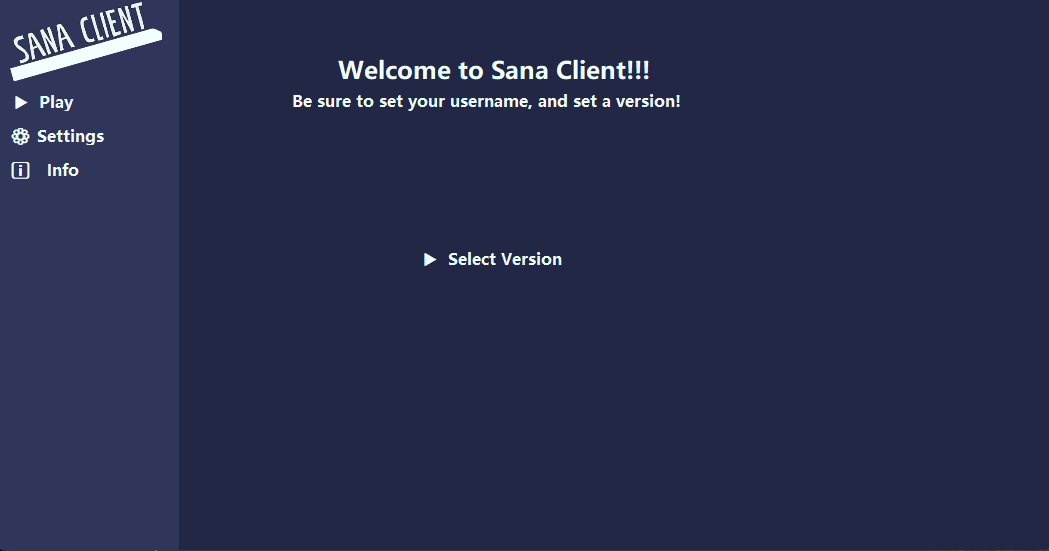 SANA CLIENT
Play
Settings
Info
Welcome to Sana Client!!!
Be sure to set your username, and set a version!
Select Version